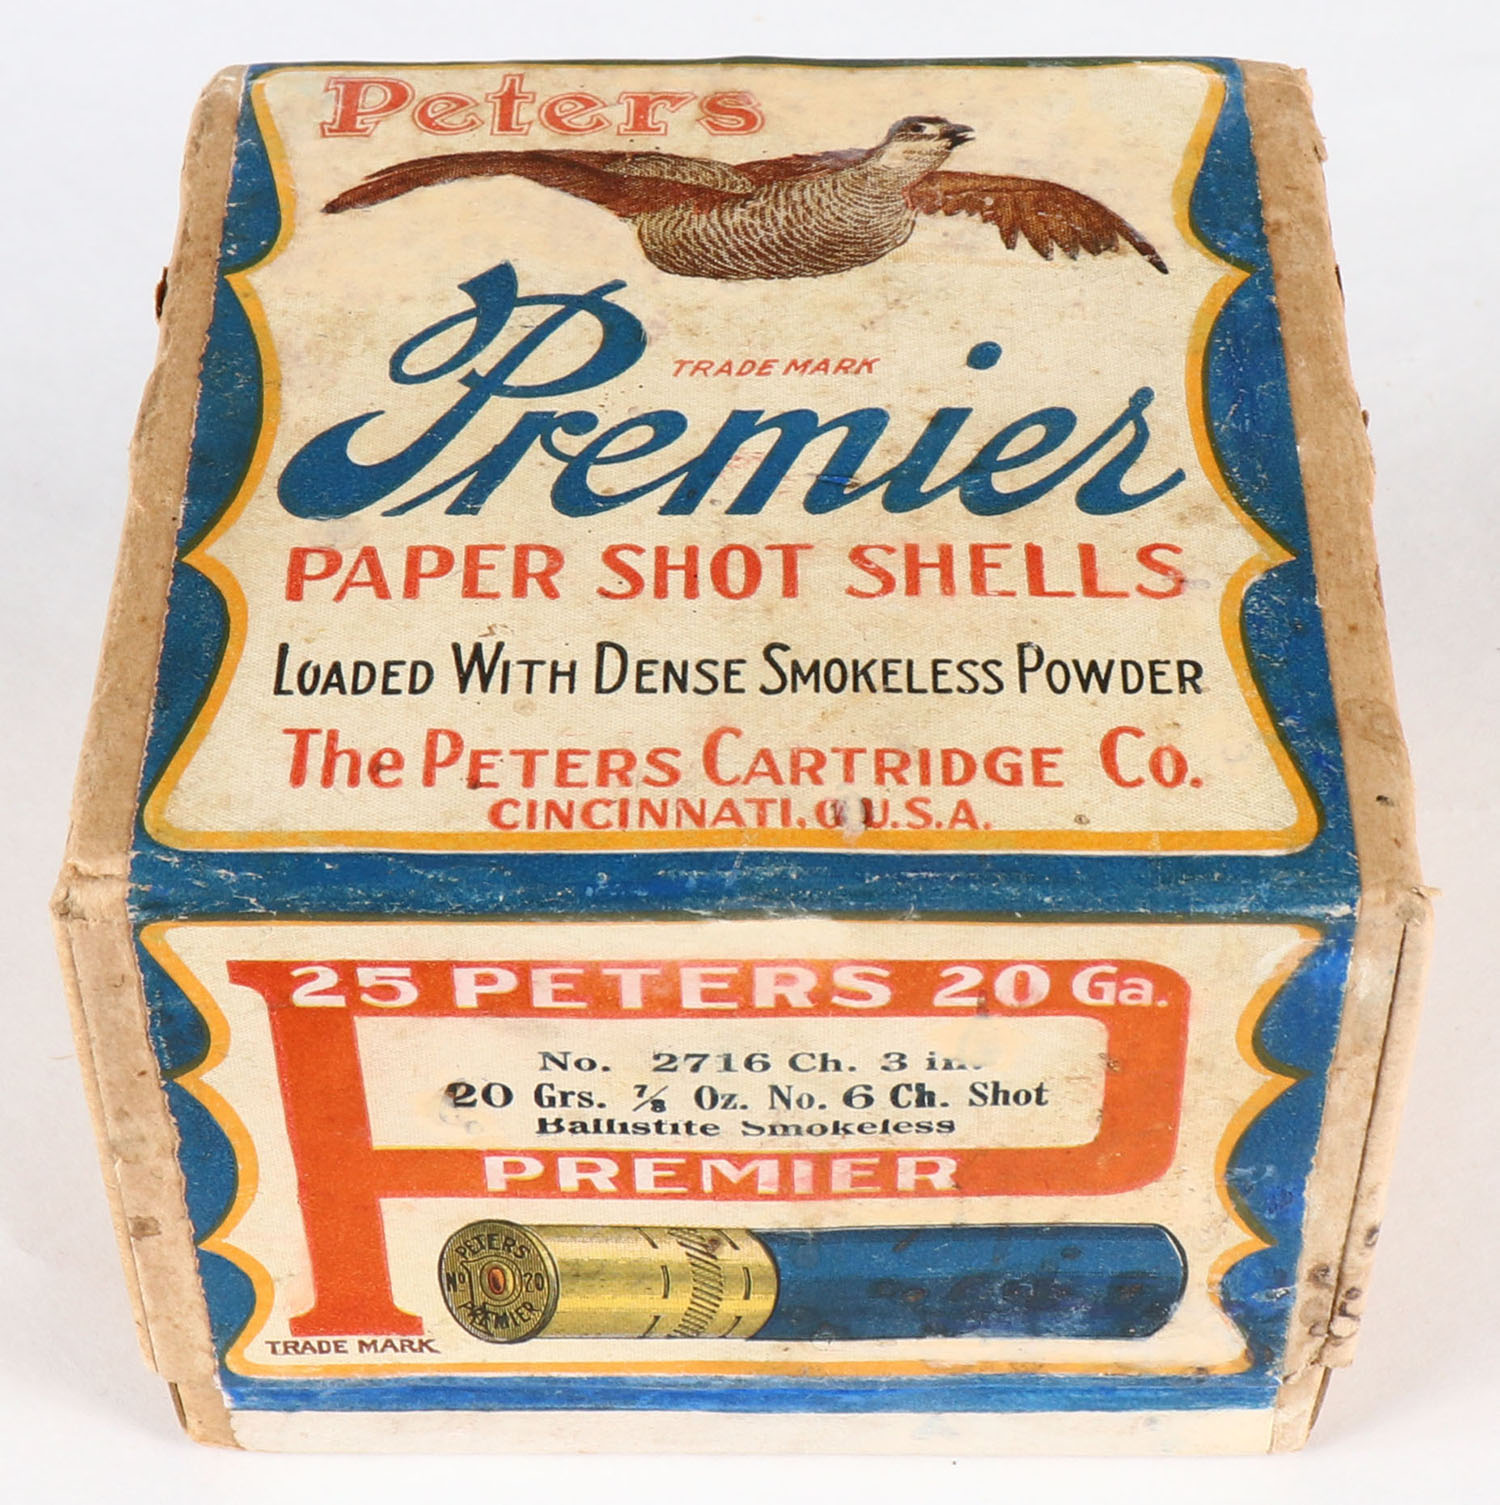 Peters
TRADE MARK
Premier
PAPER SHOT SHELLS
LOADED WITH DENSE SMOKELESS POWDER
The PETERS CARTRIDGE Co.
CINCINNATI, U.S.A.
25 PETERS 20 Ga.
No. 2716 Ch. 3 in.
20 Grs. ⅞ Oz. No. 6 Ch. Shot
Ballistite Smokeless
PREMIER
PETERS
No 20
PREMIER
TRADE MARK